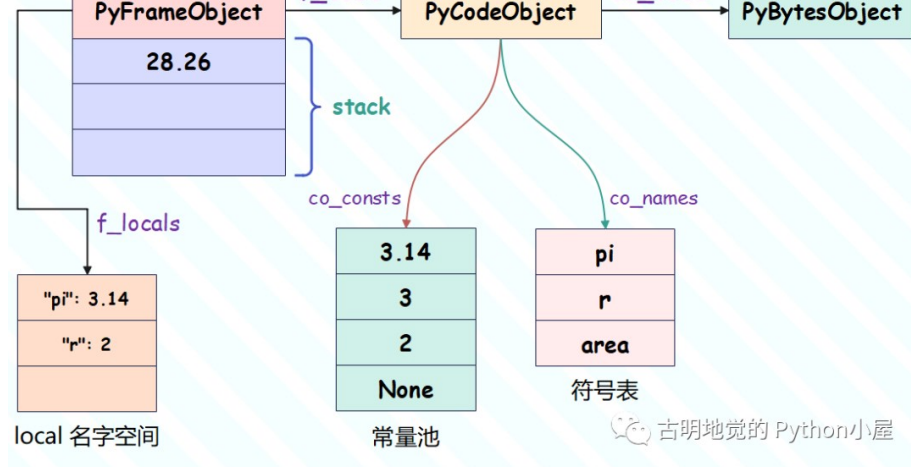 PyFrameObject
PyCodeObject
PyBytesObject
28.26
stack
co_consts
co_names
f_locals
3.14
3
2
None
pi
r
area
"pi": 3.14
"r": 2
符号表
local 名字空间
常量池
古明地觉的 Python小屋